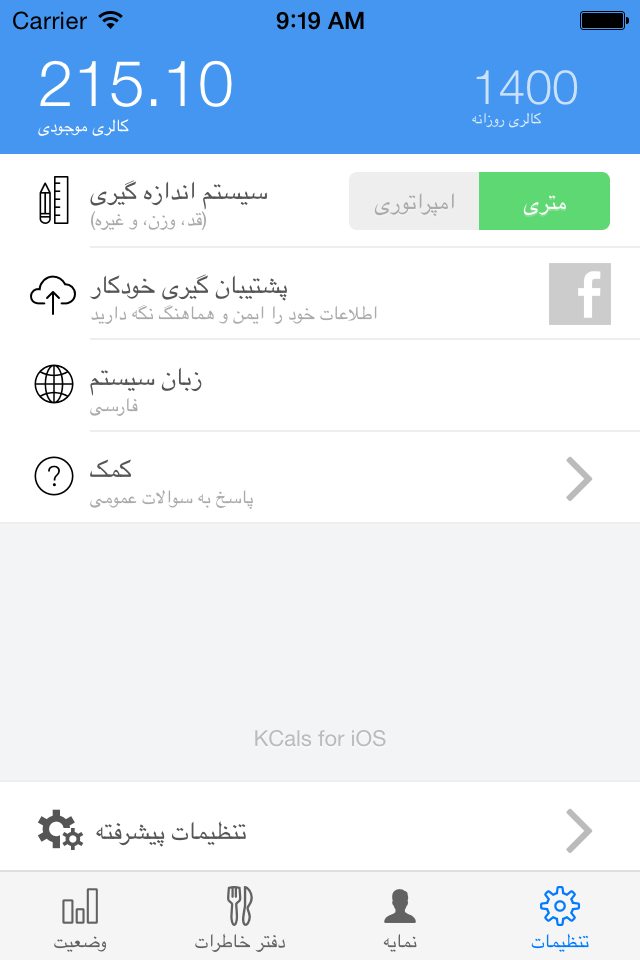 Carrier 9:19 AM
215.10
کالری موجودی
1400
کالری روزانه
سیستم اندازه گیری
(قد، وزن، و غیره)
امپراتوری
متری
پشتیبان گیری خودکار
اطلاعات خود را ایمن و هماهنگ نگه دارید
f
زبان سیستم
فارسی
?
کمک
پاسخ به سوالات عمومی
KCals for iOS
تنظیمات پیشرفته
وضعیت
دفتر خاطرات
نمایه
تنظیمات